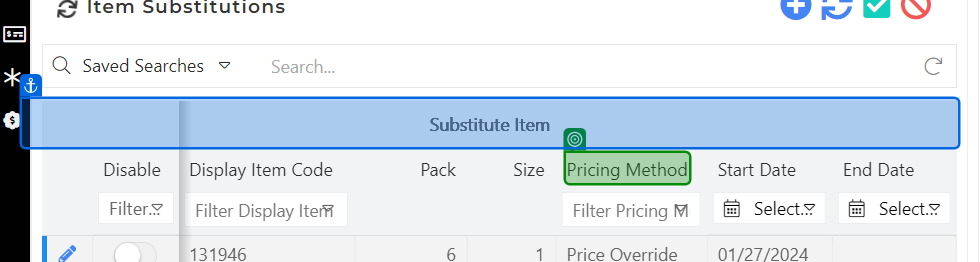 Item Substitutions
Saved Searches Search...
Substitute Item
Disable Display Item Code Pack Size Pricing Method Start Date End Date
Filter... Filter Display Item Filter Pricing M Select... Select...
131946 6 1 Price Override 01/27/2024